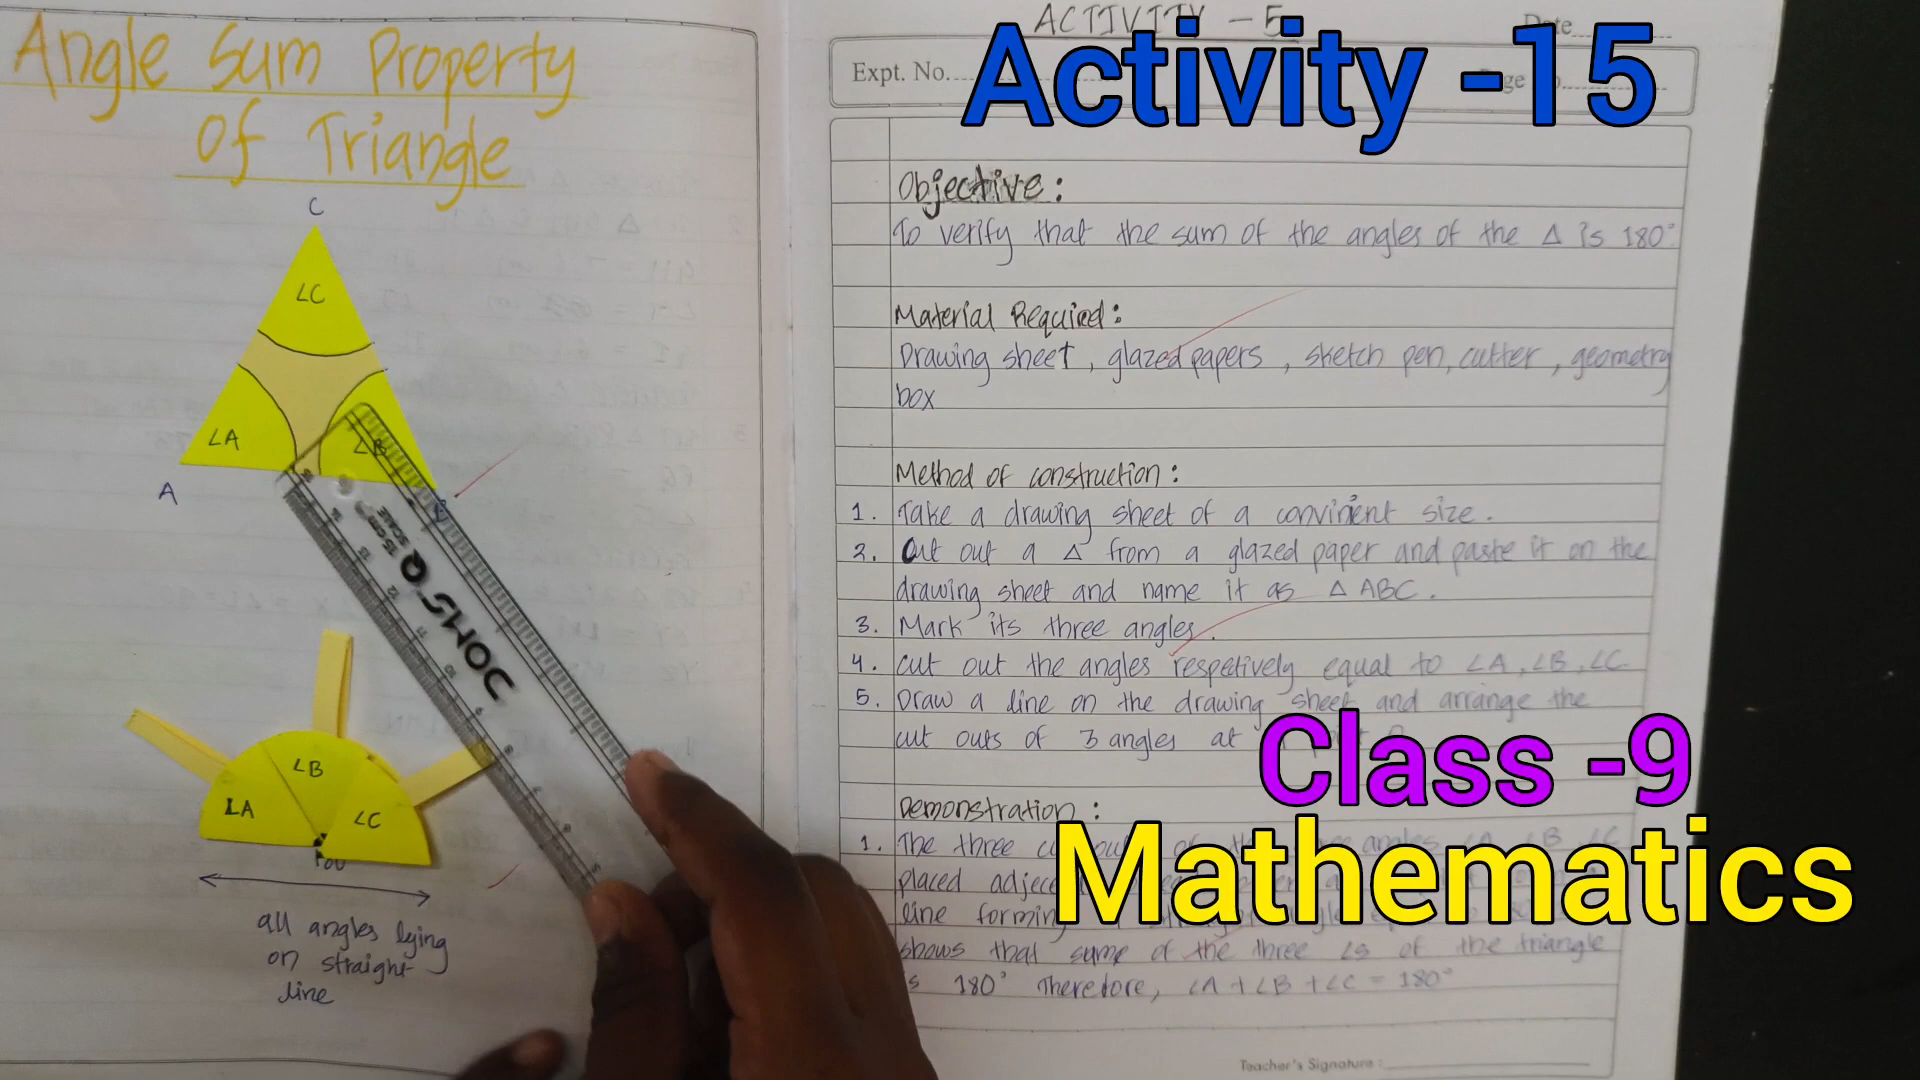 Angle Sum Property
of Triangle
C
∠C
∠A
∠B
A
DOMS
15cm
SCALE
∠A
∠B
∠C
all angles lying
on straight
line
ACTIVITY - 5
Activity -15
Expt. No.
Date
Objective:
To verify that the sum of the angles of the Δ is 180°
Material Required:
Drawing sheet, glazed papers, sketch pen, cutter, geometry
box
Method of construction:
1. Take a drawing sheet of a convinient size.
2. Cut out a Δ from a glazed paper and paste it on the
drawing sheet and name it as Δ ABC.
3. Mark its three angles.
4. cut out the angles respetively equal to ∠A, ∠B, ∠C
5. Draw a line on the drawing sheet and arrange the
cut outs of 3 angles at
Class -9
Demonstration:
Mathematics
1. The three
placed
line forming
shows that sume of the three ∠s of the triangle
180° Therefore, ∠A + ∠B + ∠C = 180°
Teacher's Signature :